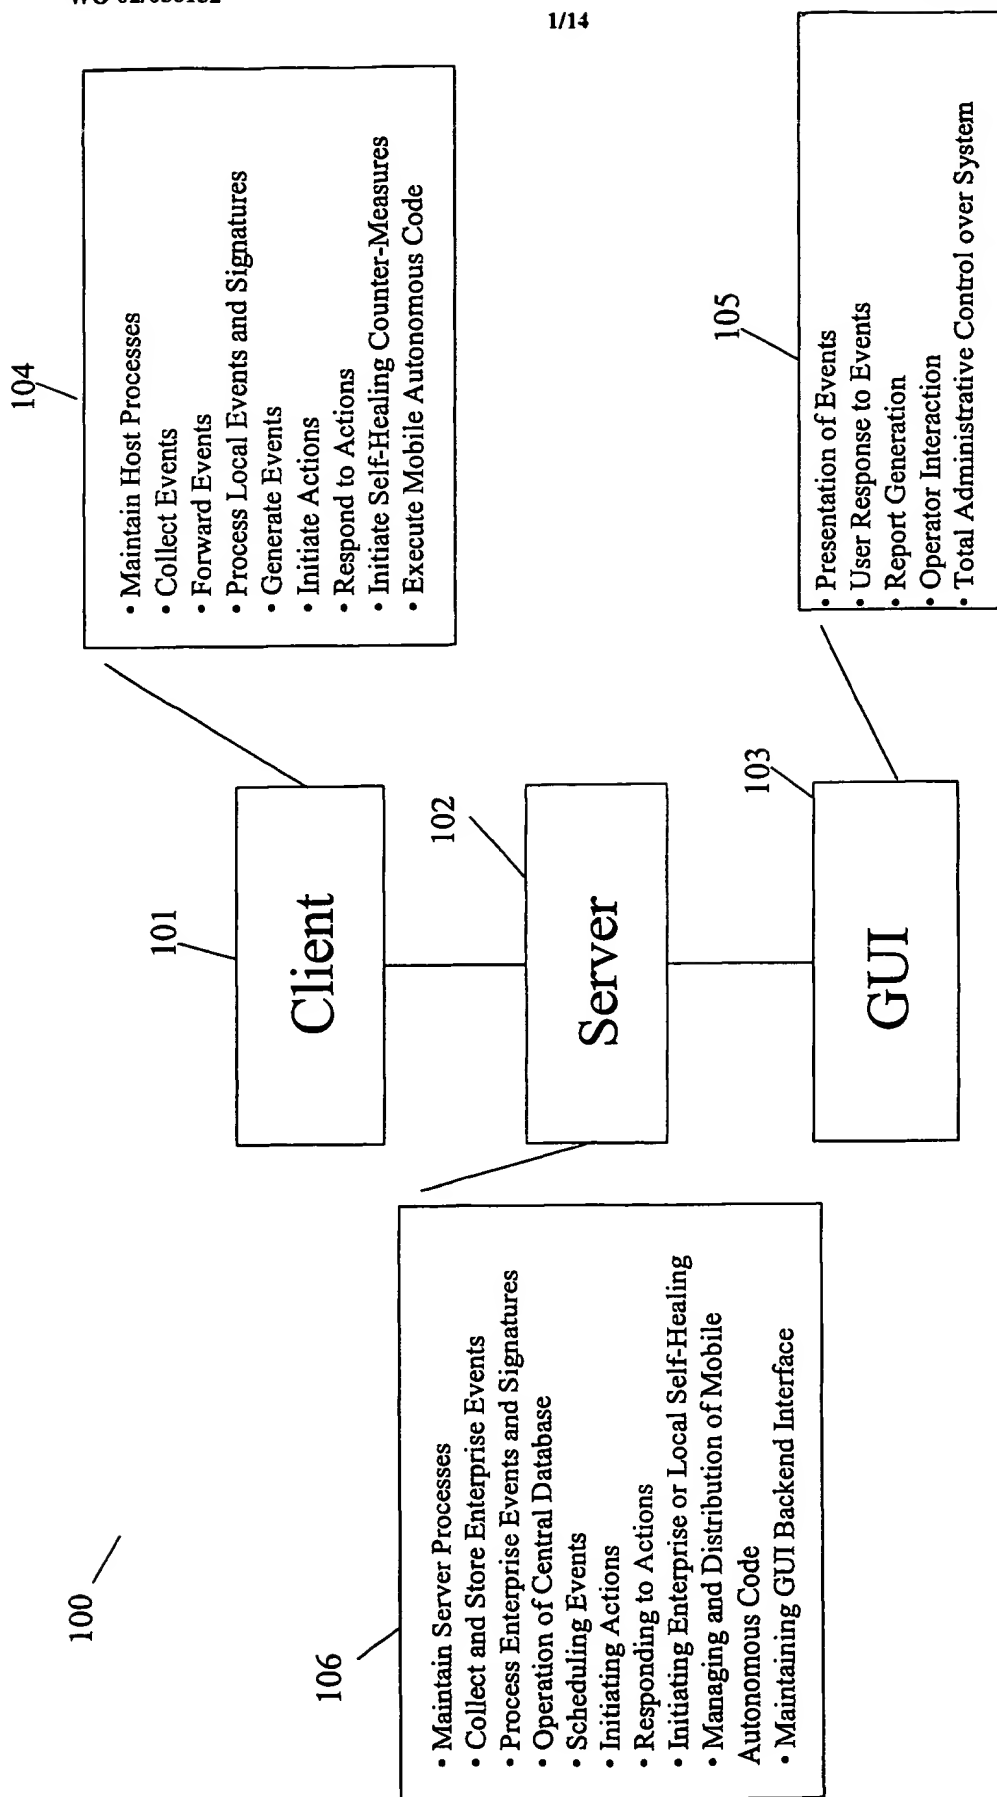 1/14
100
104
• Maintain Host Processes
• Collect Events
• Forward Events
• Process Local Events and Signatures
• Generate Events
• Initiate Actions
• Respond to Actions
• Initiate Self-Healing Counter-Measures
• Execute Mobile Autonomous Code
101
Client
102
Server
103
GUI
106
• Maintain Server Processes
• Collect and Store Enterprise Events
• Process Enterprise Events and Signatures
• Operation of Central Database
• Scheduling Events
• Initiating Actions
• Responding to Actions
• Initiating Enterprise or Local Self-Healing
• Managing and Distribution of Mobile
Autonomous Code
• Maintaining GUI Backend Interface
105
• Presentation of Events
• User Response to Events
• Report Generation
• Operator Interaction
• Total Administrative Control over System